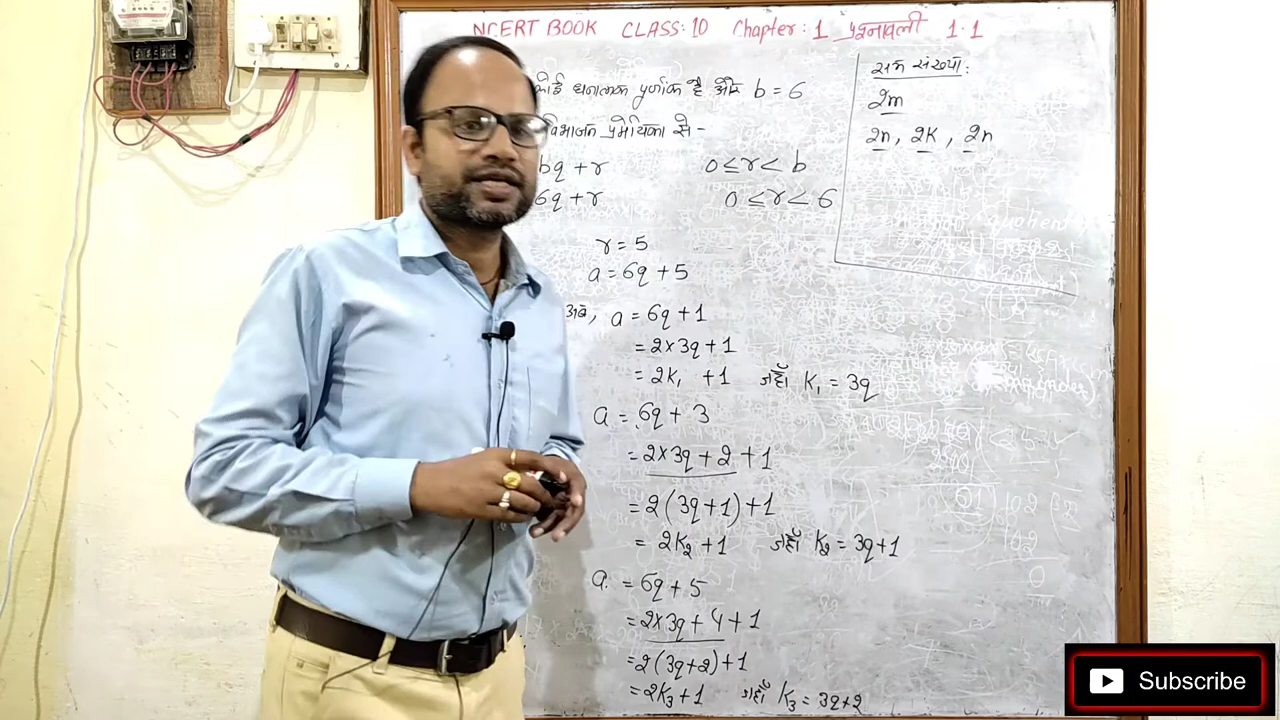 NCERT BOOK CLASS: 10 Chapter: 1 प्रश्नावली 1.1
कोई धनात्मक पूर्णांक है और b = 6
विभाजन प्रमेयिका से -
bq + r 0 ≤ r < b
6q + r 0 ≤ r < 6
r = 5
a = 6q + 5
अब, a = 6q + 1
= 2×3q + 1
= 2K₁ + 1 जहाँ K₁ = 3q
a = 6q + 3
= 2×3q + 2 + 1
= 2(3q+1) + 1
= 2K₂ + 1 जहाँ K₂ = 3q+1
a = 6q + 5
= 2×3q + 4 + 1
= 2(3q+2) + 1
= 2K₃ + 1 जहाँ K₃ = 3q+2
सम संख्या:
2m
2n, 2K, 2n
Subscribe